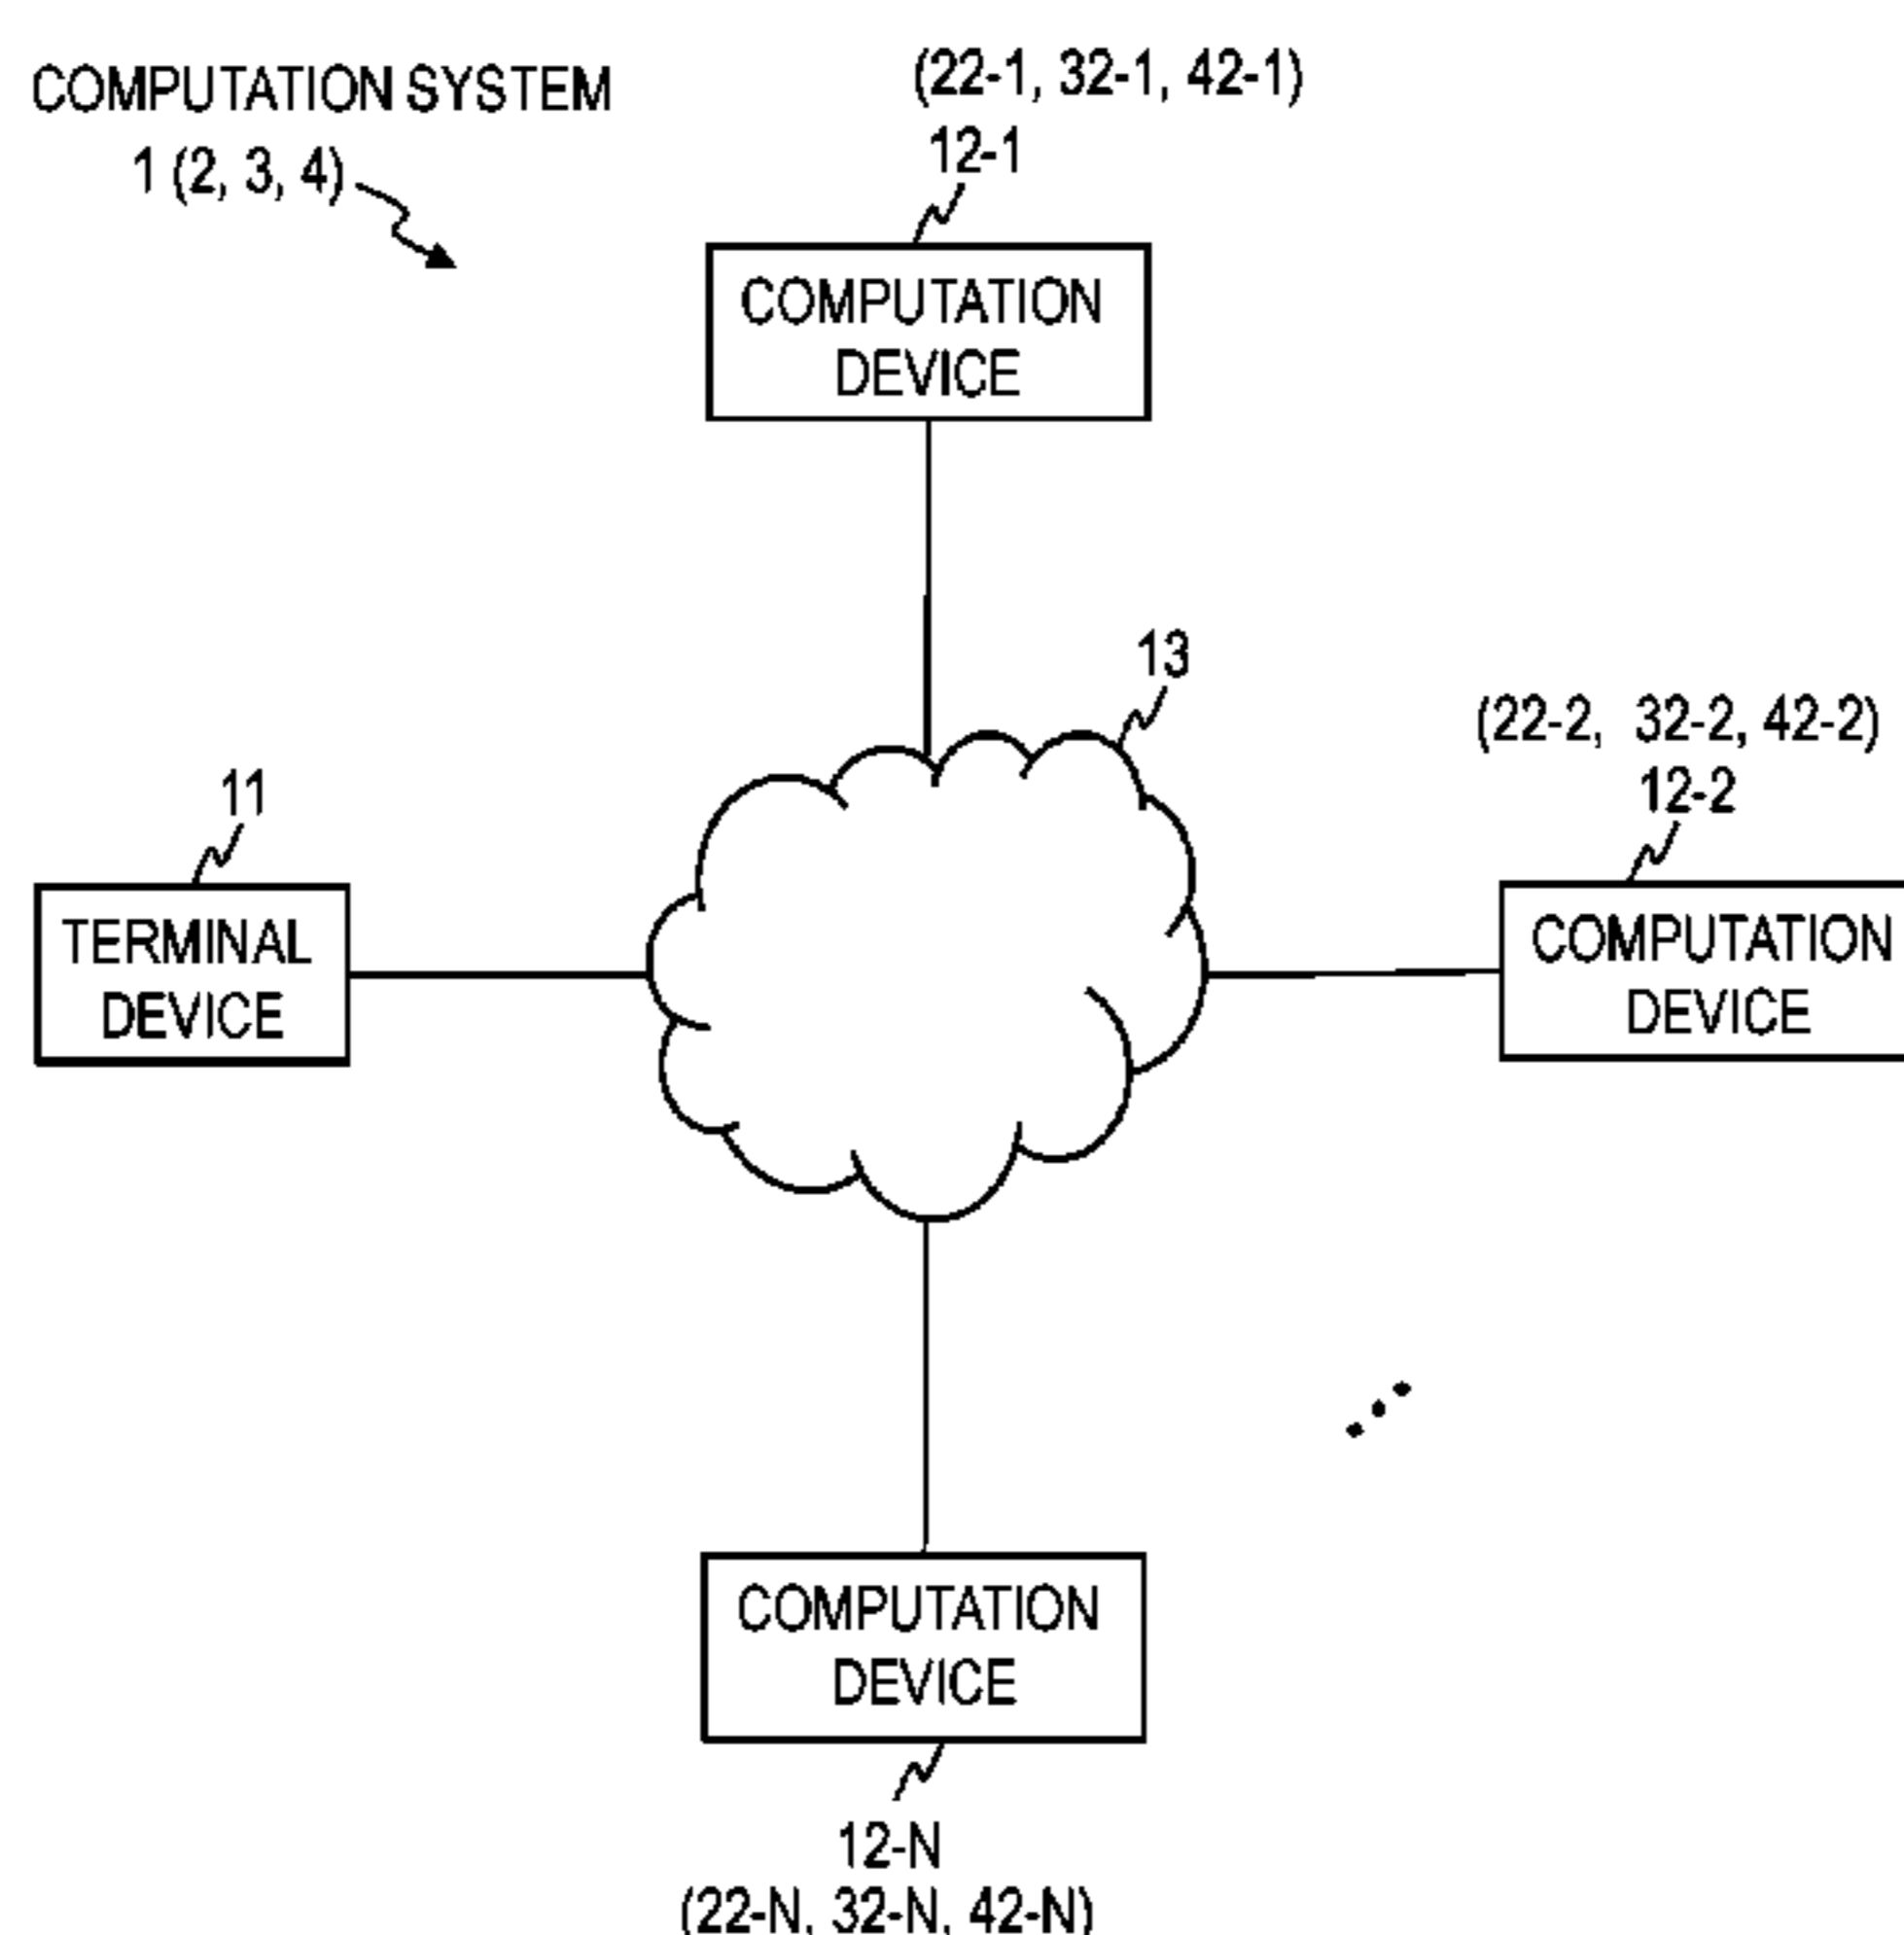 COMPUTATION SYSTEM
1 (2, 3, 4)
(22-1, 32-1, 42-1)
12-1
COMPUTATION
DEVICE
13
(22-2, 32-2, 42-2)
12-2
COMPUTATION
DEVICE
11
TERMINAL
DEVICE
COMPUTATION
DEVICE
12-N
(22-N, 32-N, 42-N)